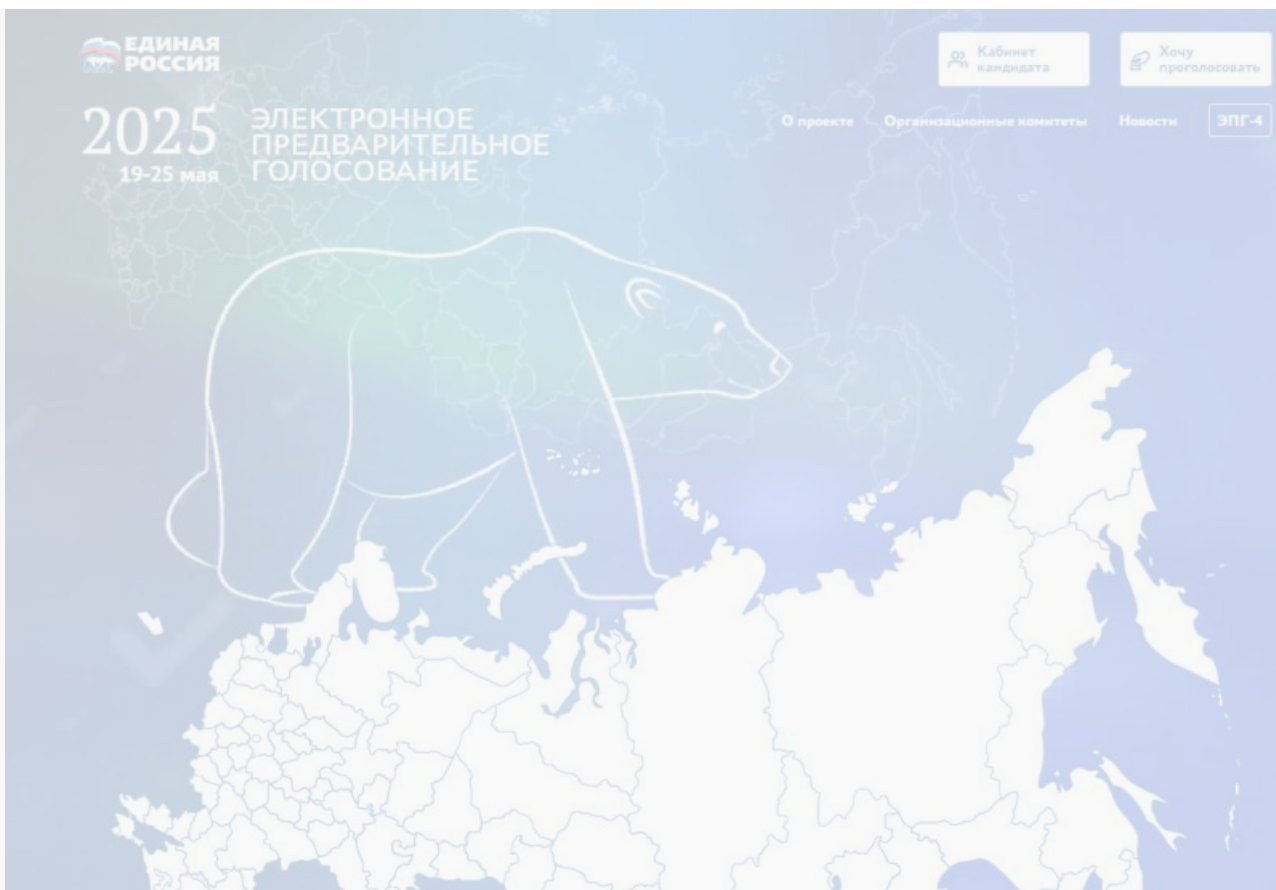 ЕДИНАЯ
РОССИЯ
Кабинет
кандидата
Хочу
проголосовать
2025
19-25 мая
ЭЛЕКТРОННОЕ
ПРЕДВАРИТЕЛЬНОЕ
ГОЛОСОВАНИЕ
О проекте Организационные комитеты Новости ЭПГ-4